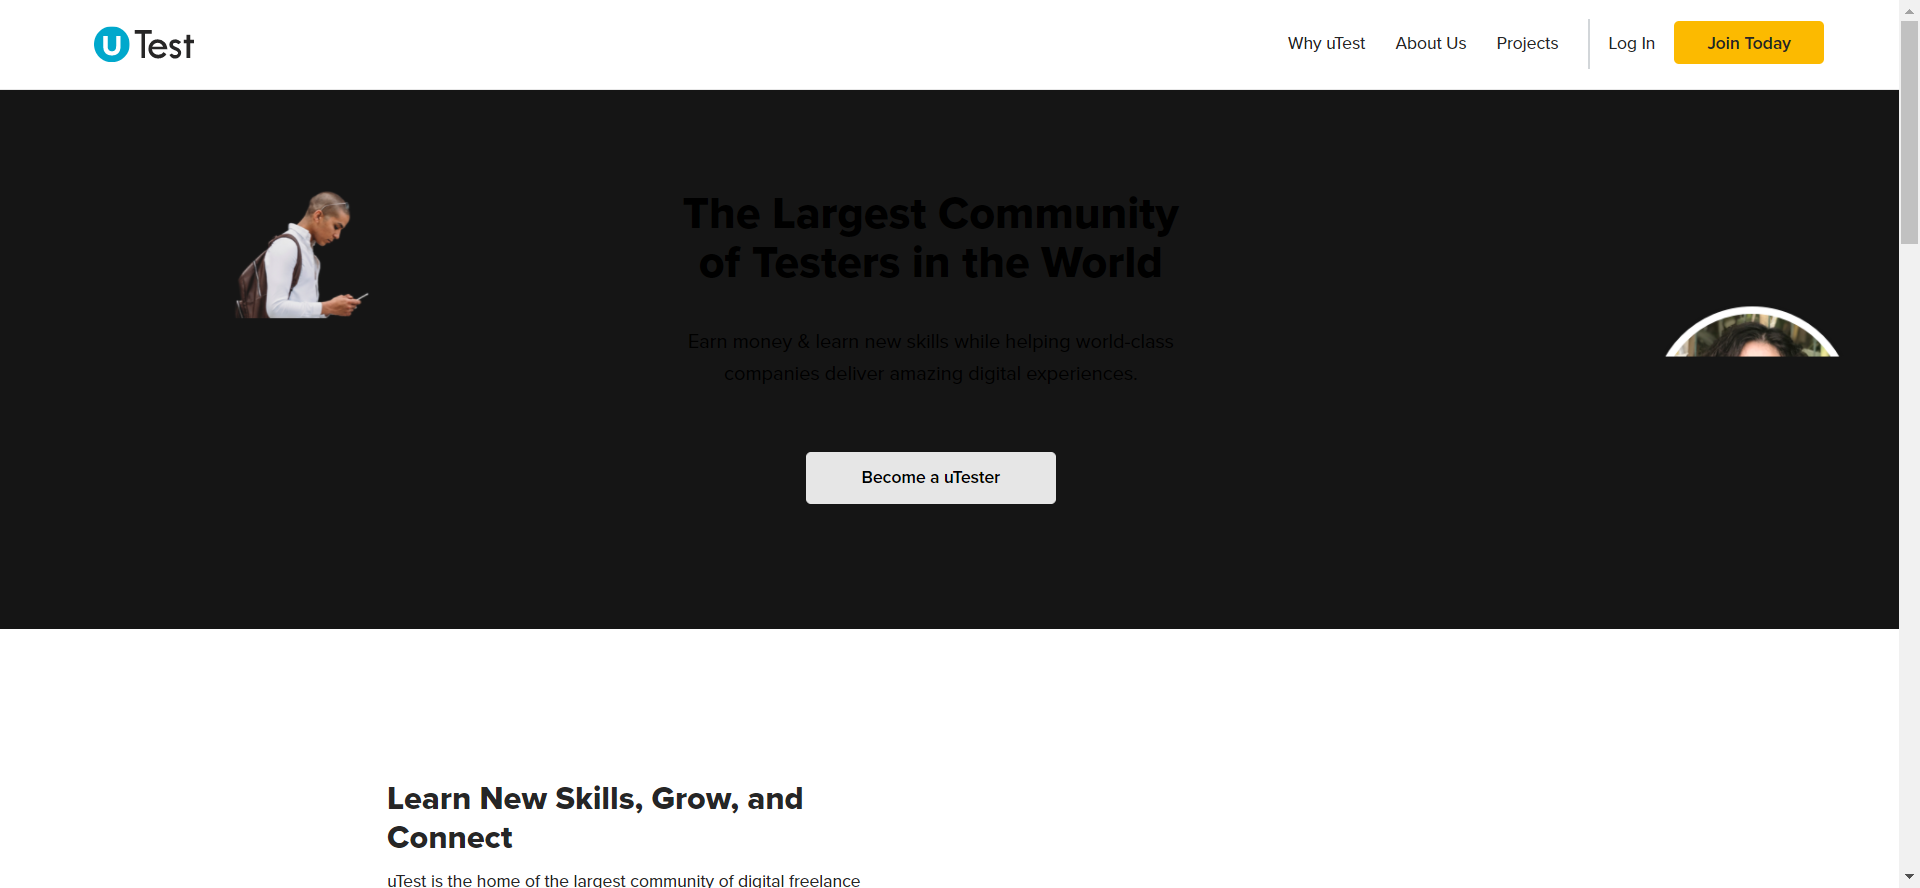 uTest
Why uTest
About Us
Projects
Log In
Join Today
The Largest Community
of Testers in the World
Earn money & learn new skills while helping world-class
companies deliver amazing digital experiences.
Become a uTester
Learn New Skills, Grow, and
Connect
uTest is the home of the largest community of digital freelance